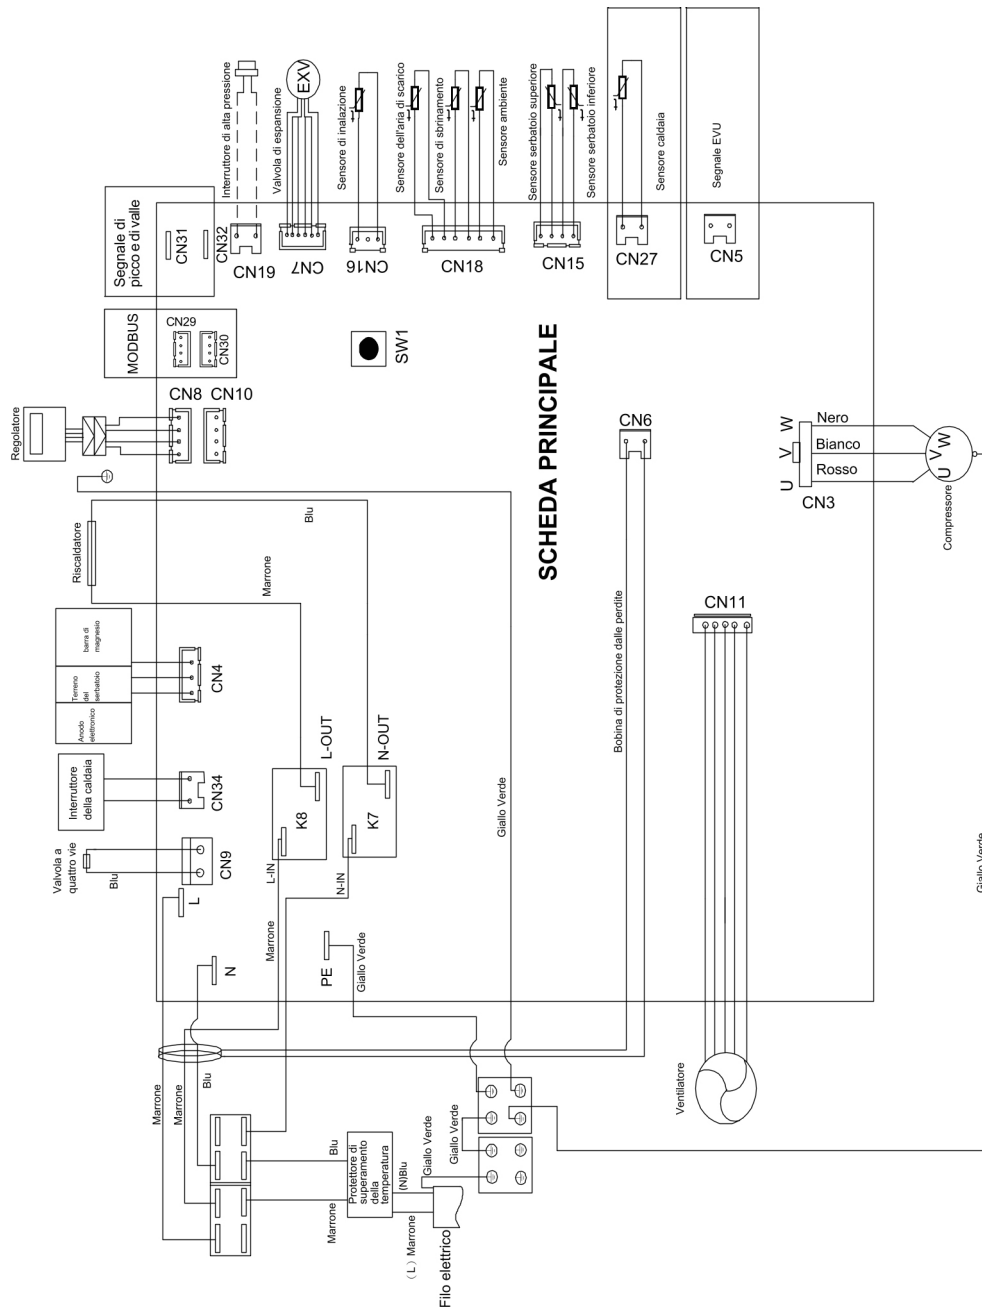 Interruttore di alta pressione
EXV
Valvola di espansione
Sensore di inalazione
Sensore dell'aria di scarico
Sensore di sbrinamento
Sensore ambiente
Sensore serbatoio superiore
Sensore serbatoio inferiore
Sensore caldaia
Segnale EVU
Segnale di
picco e di valle
CN31
CN32
CN19
CN7
CN16
CN18
CN15
CN27
CN5
MODBUS
CN29
CN30
SW1
Regolatore
CN8
CN10
SCHEDA PRINCIPALE
CN6
U
V
W
CN3
Nero
Bianco
Rosso
U
V
W
Compressore
Riscaldatore
Blu
Marrone
barra di
magnesio
Terreno
del
serbatoio
Anodo
elettronico
CN4
CN11
Bobina di protezione dalle perdite
Interruttore
della caldaia
CN34
L-OUT
N-OUT
K8
K7
Giallo Verde
Valvola a
quattro vie
Blu
CN9
L
L-IN
N-IN
Marrone
N
PE
Giallo Verde
Giallo Verde
Marrone
Marrone
Blu
Ventilatore
Blu
Marrone
Protettore di
superamento
della
temperatura
(N)Blu
(L) Marrone
Giallo Verde
Giallo Verde
Filo elettrico